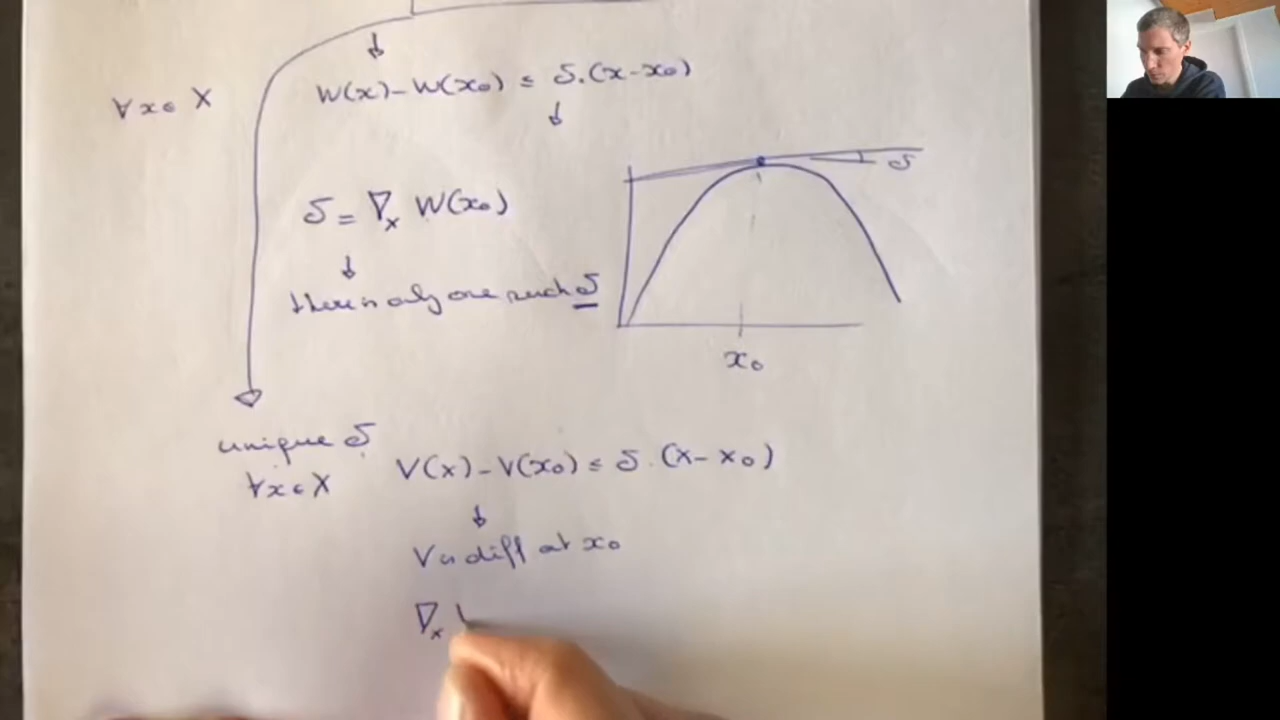 ∀x∈X W(x)-W(x₀) ≤ δ.(x-x₀)
δ
δ = ∇ₓ W(x₀)
there is only one such δ
x₀
unique δ
∀x∈X V(x)-V(x₀) ≤ δ.(x-x₀)
V is diff at x₀
∇ₓ